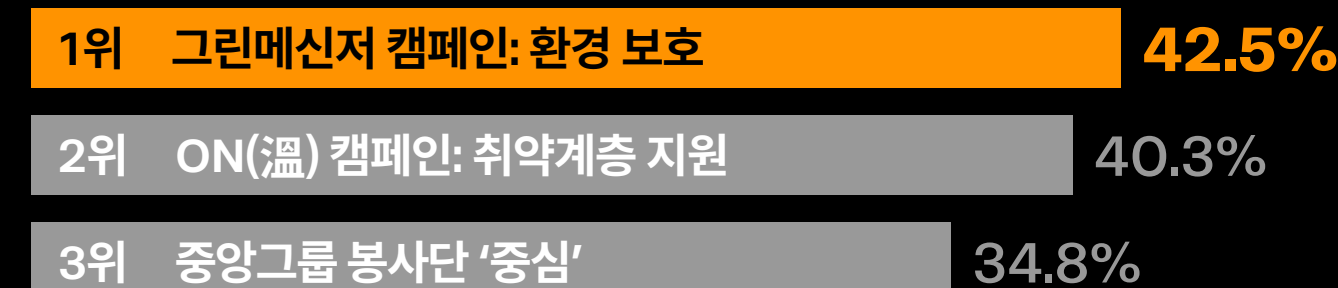 1위 그린메신저 캠페인: 환경 보호 42.5%
2위 ON(溫) 캠페인: 취약계층 지원 40.3%
3위 중앙그룹 봉사단 ‘중심’ 34.8%